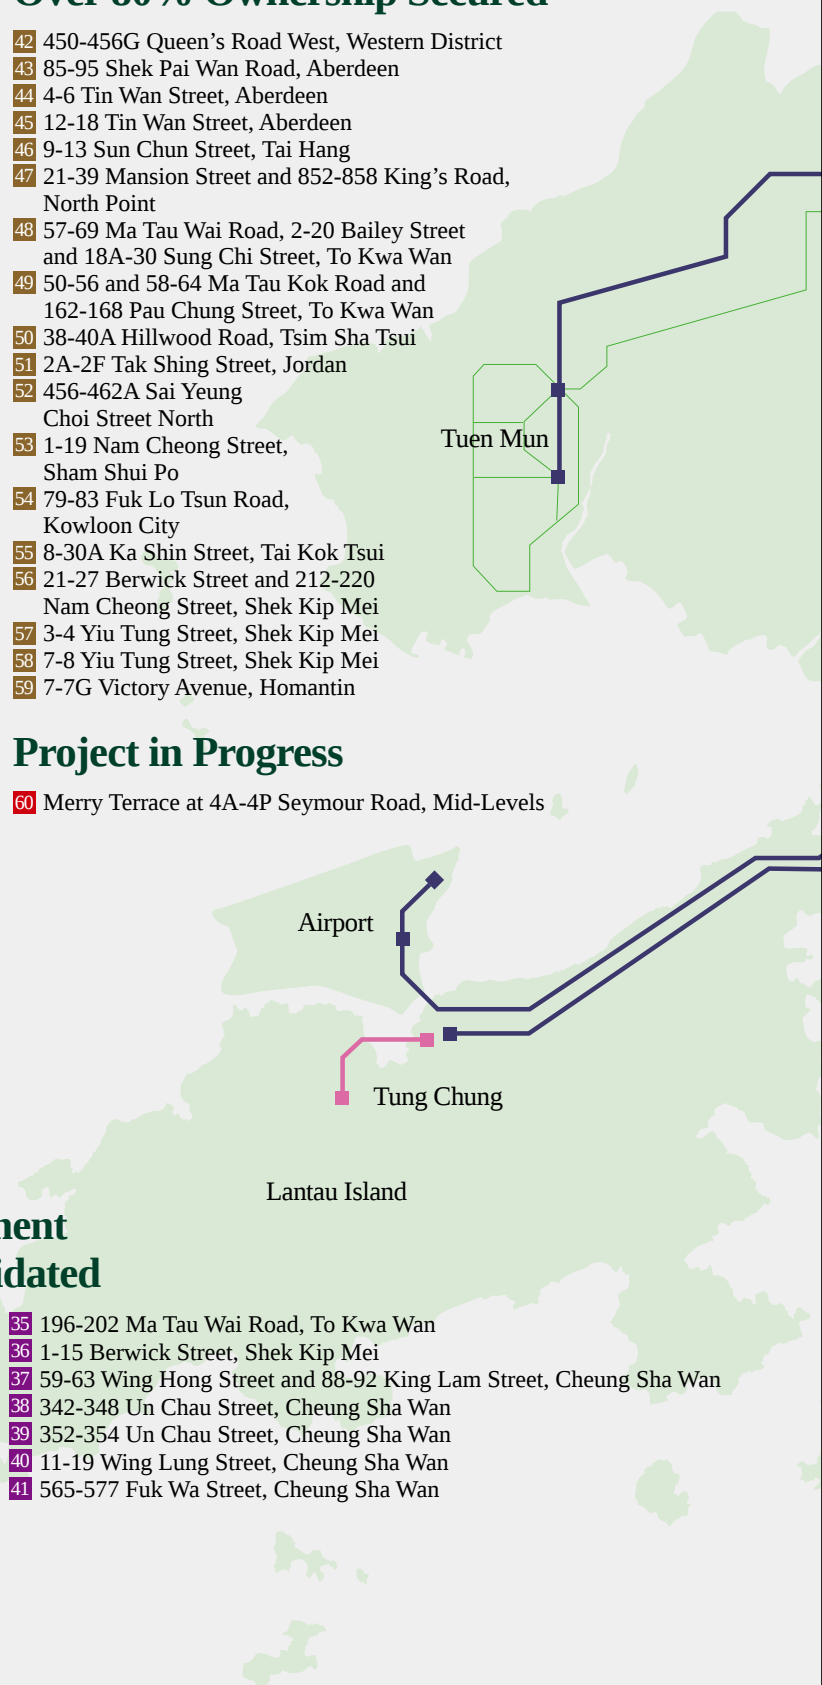 Over 80% Ownership Secured
42 450-456G Queen’s Road West, Western District
43 85-95 Shek Pai Wan Road, Aberdeen
44 4-6 Tin Wan Street, Aberdeen
45 12-18 Tin Wan Street, Aberdeen
46 9-13 Sun Chun Street, Tai Hang
47 21-39 Mansion Street and 852-858 King’s Road,
North Point
48 57-69 Ma Tau Wai Road, 2-20 Bailey Street
and 18A-30 Sung Chi Street, To Kwa Wan
49 50-56 and 58-64 Ma Tau Kok Road and
162-168 Pau Chung Street, To Kwa Wan
50 38-40A Hillwood Road, Tsim Sha Tsui
51 2A-2F Tak Shing Street, Jordan
52 456-462A Sai Yeung
Choi Street North
53 1-19 Nam Cheong Street,
Sham Shui Po
54 79-83 Fuk Lo Tsun Road,
Kowloon City
55 8-30A Ka Shin Street, Tai Kok Tsui
56 21-27 Berwick Street and 212-220
Nam Cheong Street, Shek Kip Mei
57 3-4 Yiu Tung Street, Shek Kip Mei
58 7-8 Yiu Tung Street, Shek Kip Mei
59 7-7G Victory Avenue, Homantin
Tuen Mun
Project in Progress
60 Merry Terrace at 4A-4P Seymour Road, Mid-Levels
Airport
Tung Chung
Lantau Island
ment
idated
35 196-202 Ma Tau Wai Road, To Kwa Wan
36 1-15 Berwick Street, Shek Kip Mei
37 59-63 Wing Hong Street and 88-92 King Lam Street, Cheung Sha Wan
38 342-348 Un Chau Street, Cheung Sha Wan
39 352-354 Un Chau Street, Cheung Sha Wan
40 11-19 Wing Lung Street, Cheung Sha Wan
41 565-577 Fuk Wa Street, Cheung Sha Wan